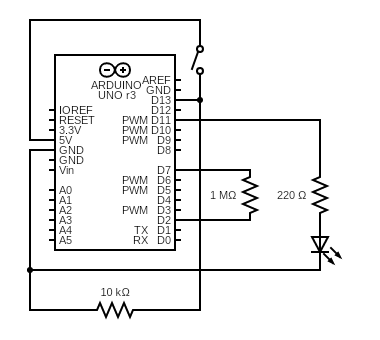 ARDUINO
UNO r3
AREF
GND
D13
IOREF D12
RESET PWM D11
3.3V PWM D10
5V PWM D9
GND D8
GND
Vin D7
PWM D6
A0 PWM D5
A1 D4
A2 PWM D3
A3 D2
A4 TX D1
A5 RX D0
1 MΩ
220 Ω
10 kΩ